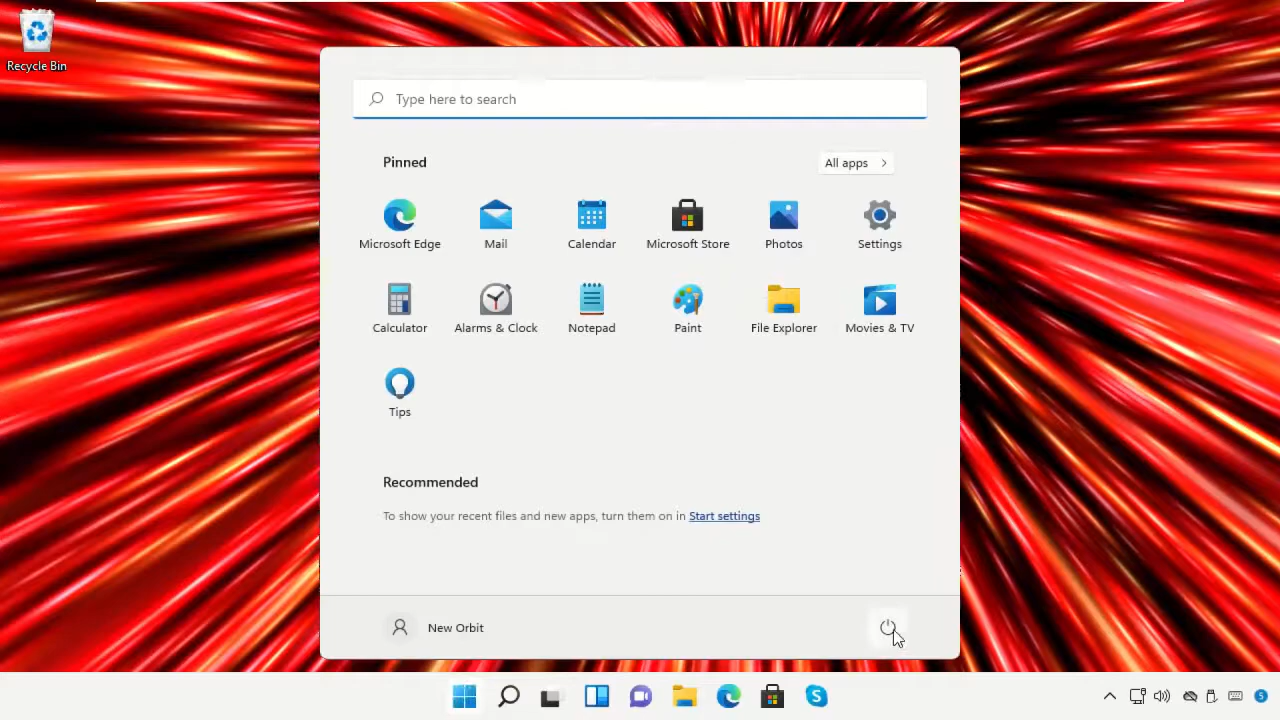 Recycle Bin
Type here to search
Pinned
All apps
Microsoft Edge
Mail
Calendar
Microsoft Store
Photos
Settings
Calculator
Alarms & Clock
Notepad
Paint
File Explorer
Movies & TV
Tips
Recommended
To show your recent files and new apps, turn them on in Start settings
New Orbit
5